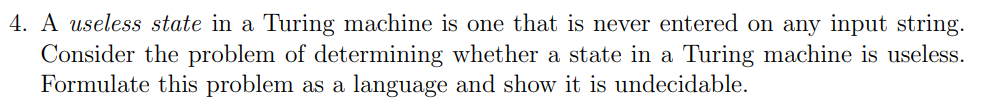 4. A useless state in a Turing machine is one that is never entered on any input string.
Consider the problem of determining whether a state in a Turing machine is useless.
Formulate this problem as a language and show it is undecidable.